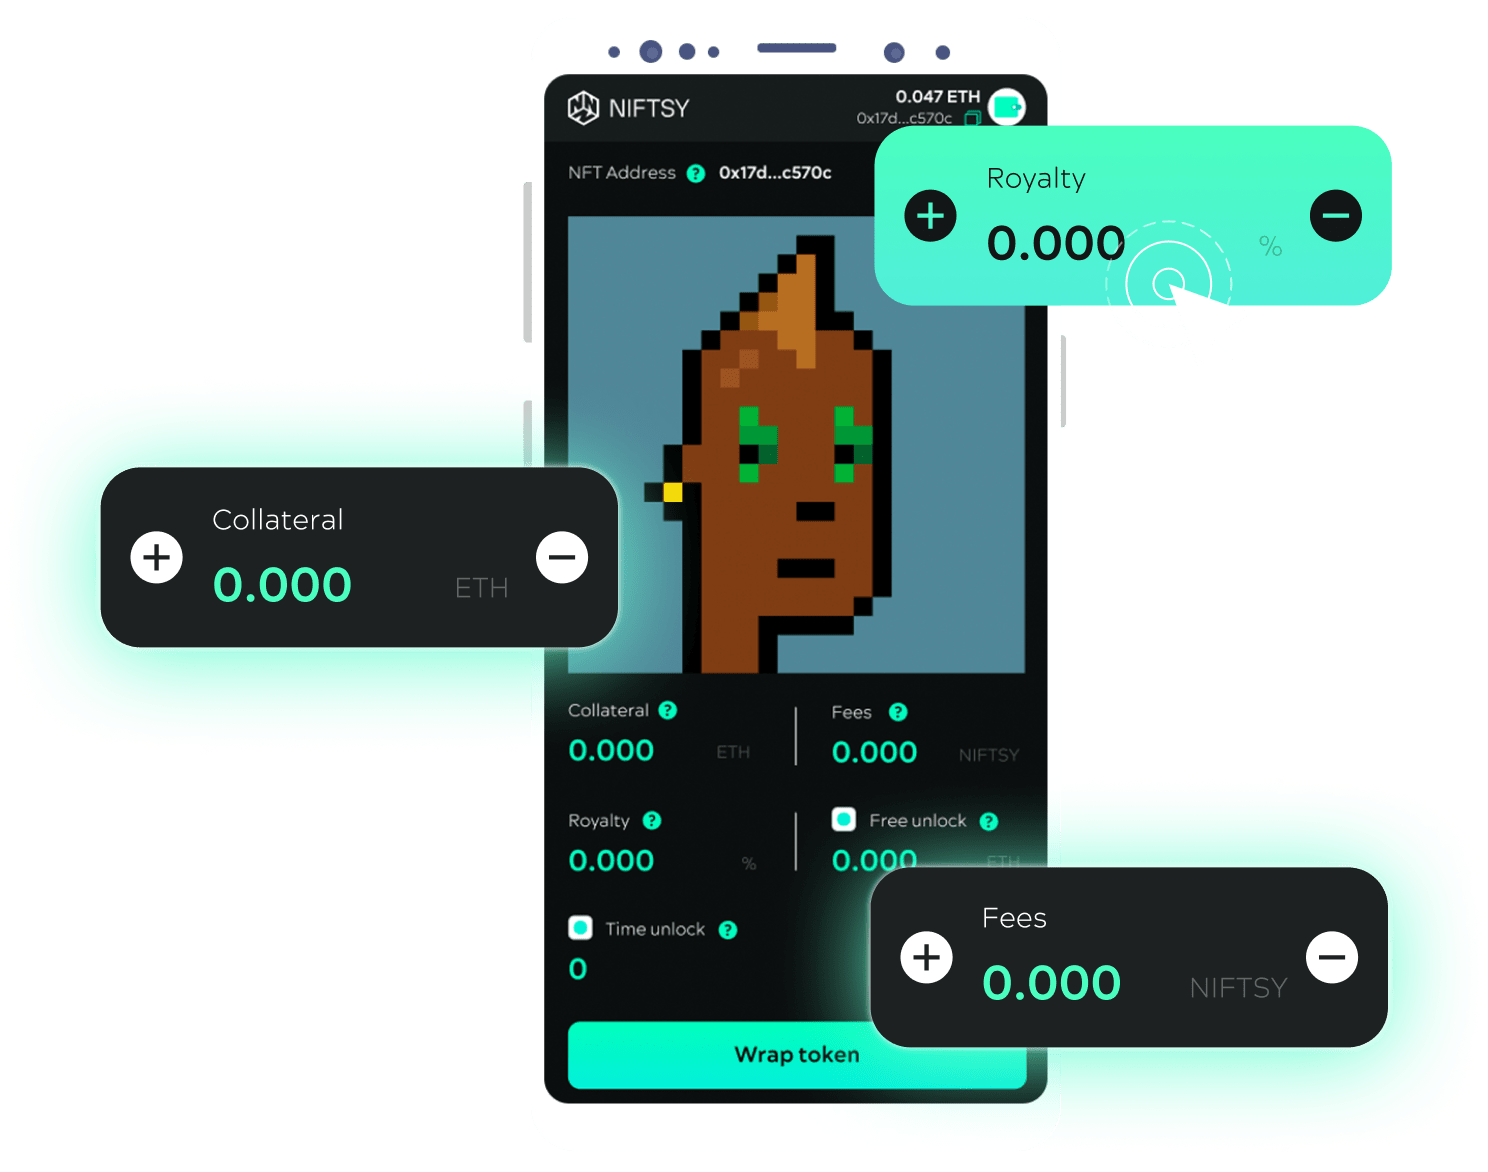 NIFTSY
0.047 ETH
0x17d...c570c
NFT Address ? 0x17d...c570c
Royalty
+ 0.000 % −
Collateral
+ 0.000 ETH −
Collateral ?
0.000 ETH
Fees ?
0.000 NIFTSY
Royalty ?
0.000 %
Free unlock ?
0.000 ETH
Time unlock ?
0
Fees
+ 0.000 NIFTSY −
Wrap token